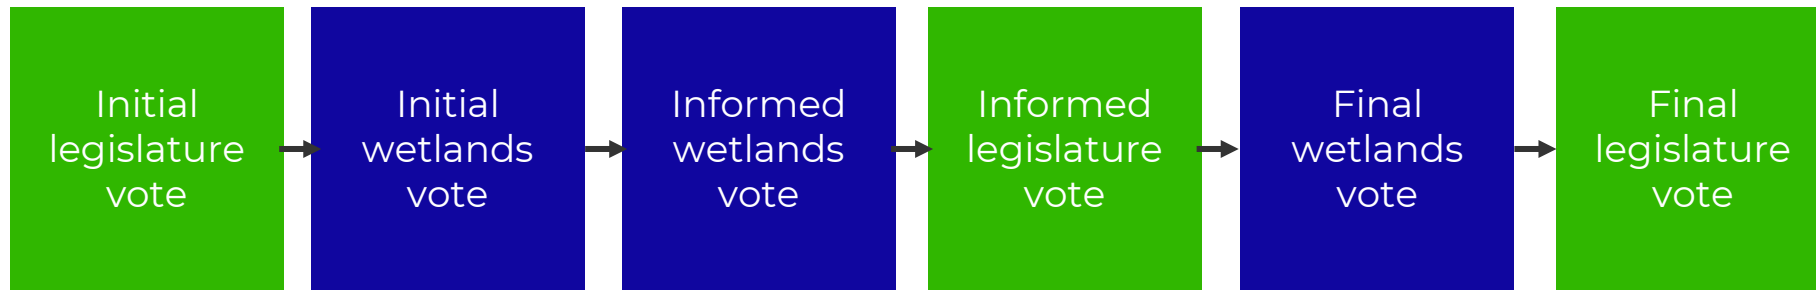 Initial
legislature
vote
Initial
wetlands
vote
Informed
wetlands
vote
Informed
legislature
vote
Final
wetlands
vote
Final
legislature
vote